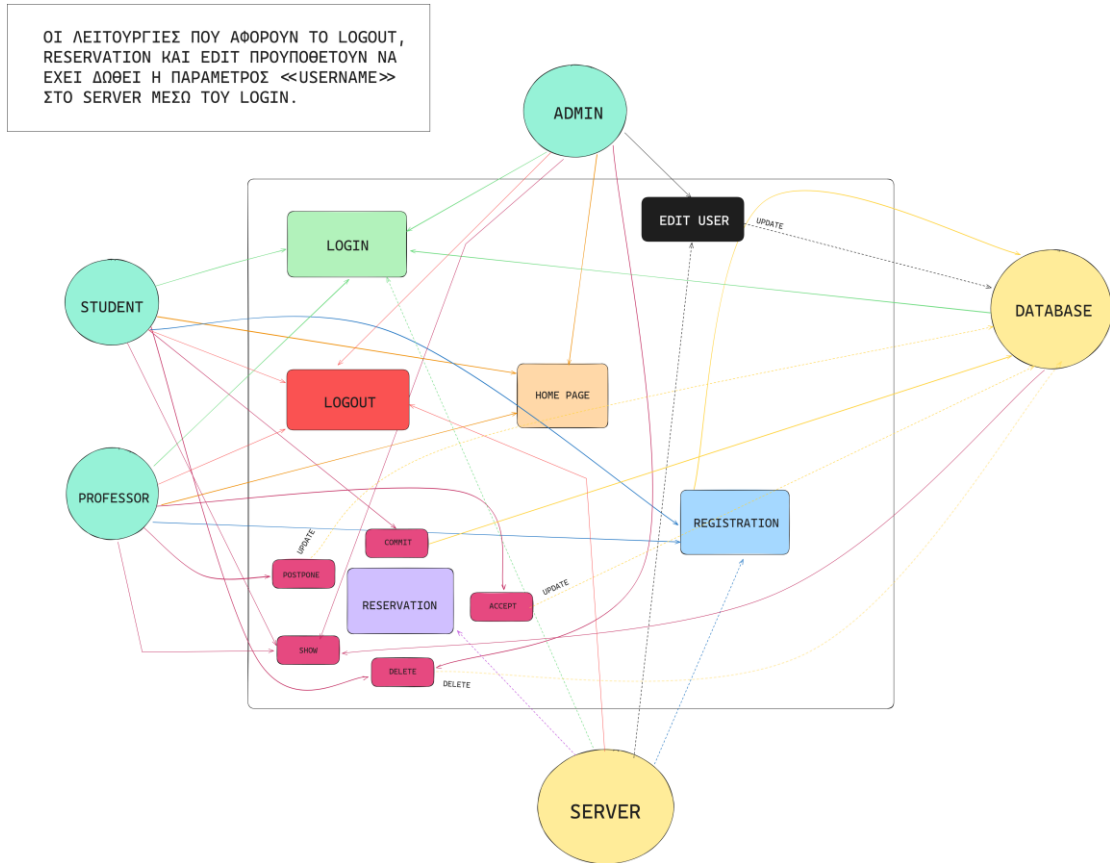 ΟΙ ΛΕΙΤΟΥΡΓΙΕΣ ΠΟΥ ΑΦΟΡΟΥΝ ΤΟ LOGOUT,
RESERVATION ΚΑΙ EDIT ΠΡΟΥΠΟΘΕΤΟΥΝ ΝΑ
ΕΧΕΙ ΔΩΘΕΙ Η ΠΑΡΑΜΕΤΡΟΣ <<USERNAME>>
ΣΤΟ SERVER ΜΕΣΩ ΤΟΥ LOGIN.
ADMIN
EDIT USER
UPDATE
LOGIN
STUDENT
DATABASE
HOME PAGE
LOGOUT
PROFESSOR
REGISTRATION
UPDATE
COMMIT
POSTPONE
UPDATE
RESERVATION
ACCEPT
SHOW
DELETE
DELETE
SERVER